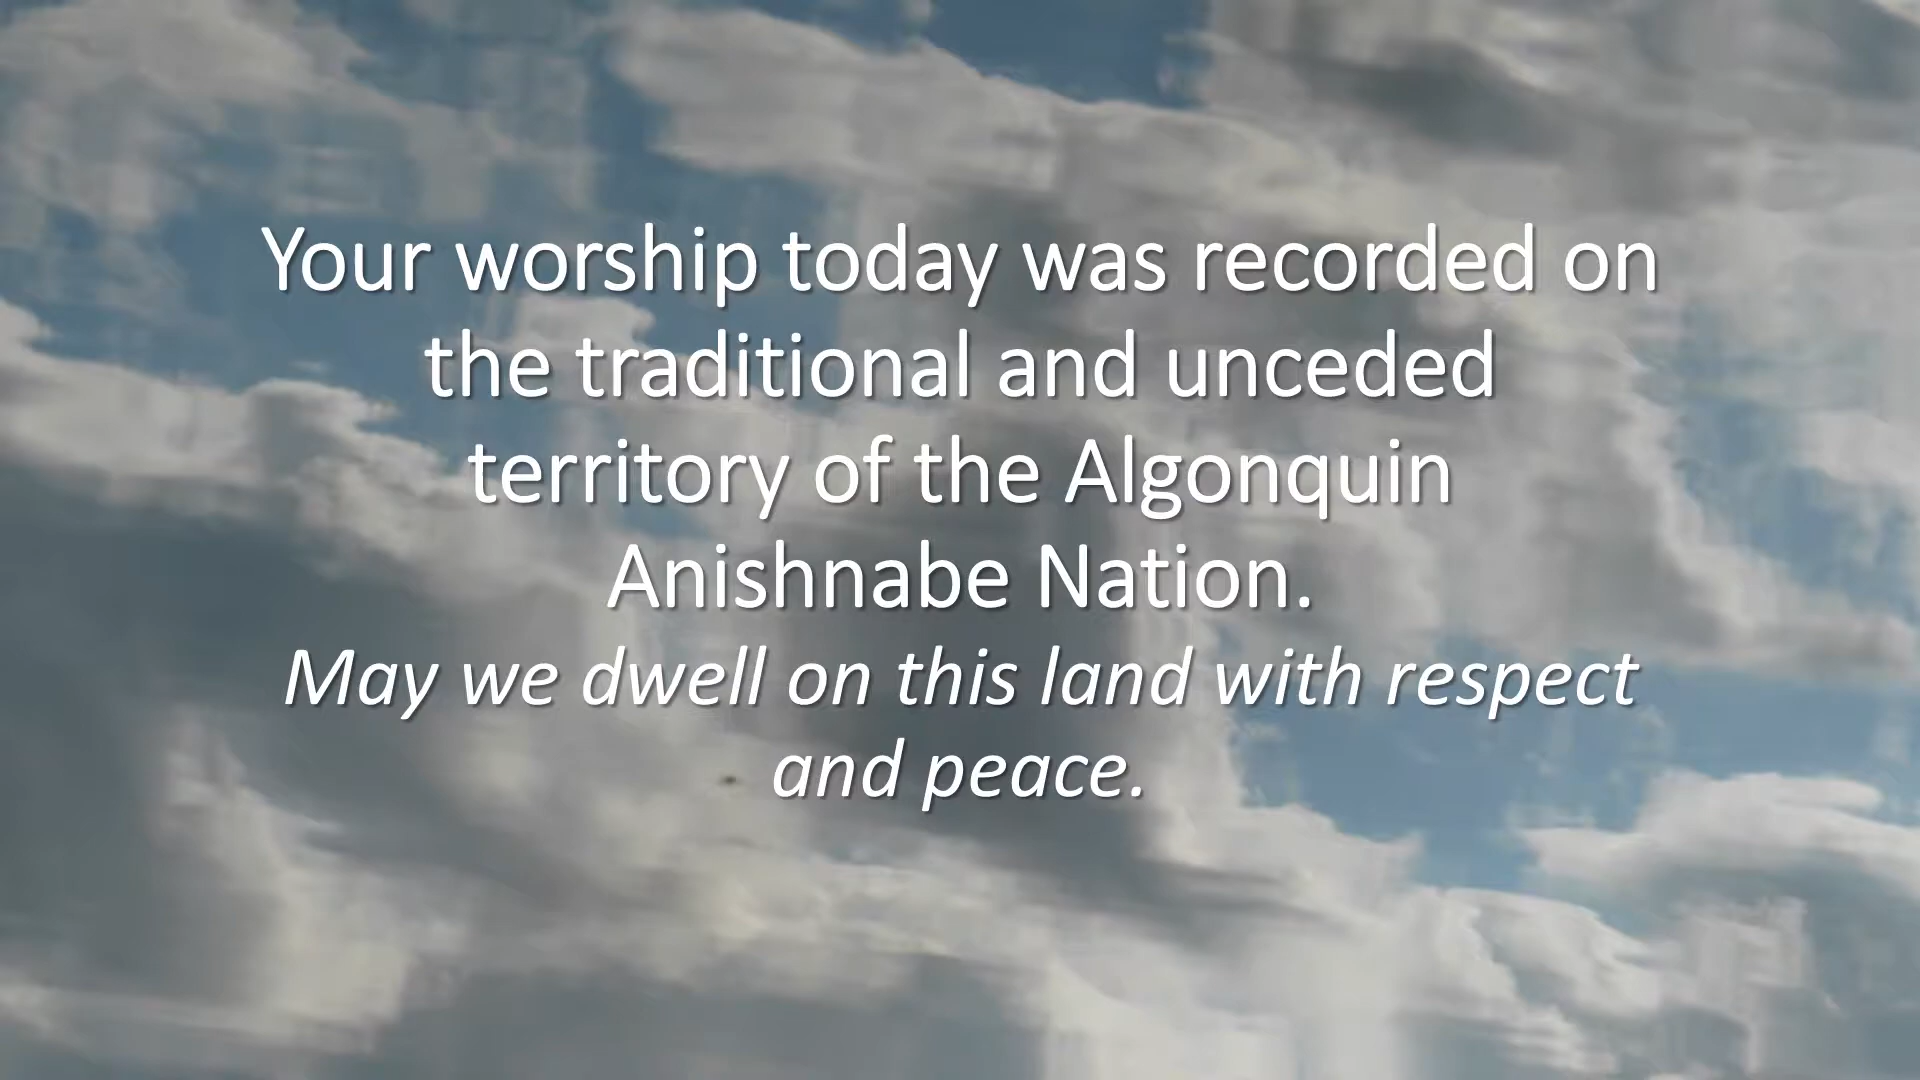 Your worship today was recorded on
the traditional and unceded
territory of the Algonquin
Anishnabe Nation.
May we dwell on this land with respect
and peace.